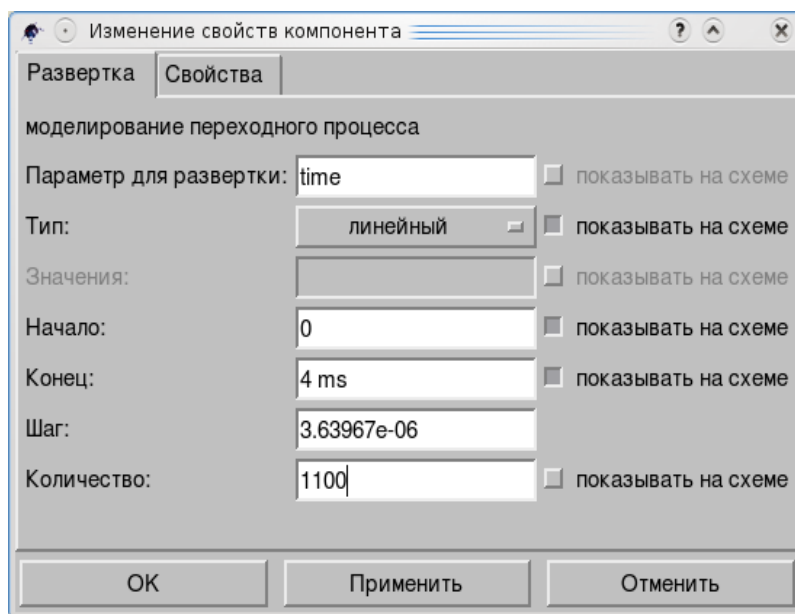 Изменение свойств компонента
Развертка Свойства
моделирование переходного процесса
Параметр для развертки: time показывать на схеме
Тип: линейный показывать на схеме
Значения: показывать на схеме
Начало: 0 показывать на схеме
Конец: 4 ms показывать на схеме
Шаг: 3.63967e-06
Количество: 1100 показывать на схеме
OK Применить Отменить